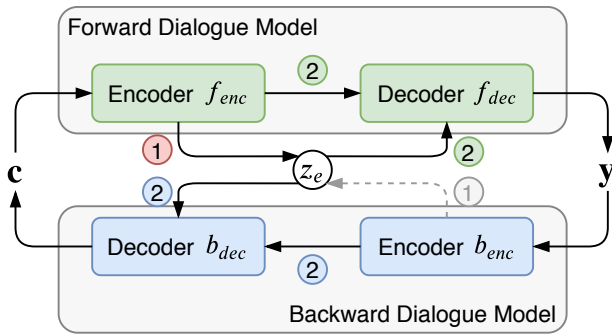 Forward Dialogue Model
2
Encoder f_enc
Decoder f_dec
1
2
c
z_e
y
2
1
Decoder b_dec
2
Encoder b_enc
Backward Dialogue Model